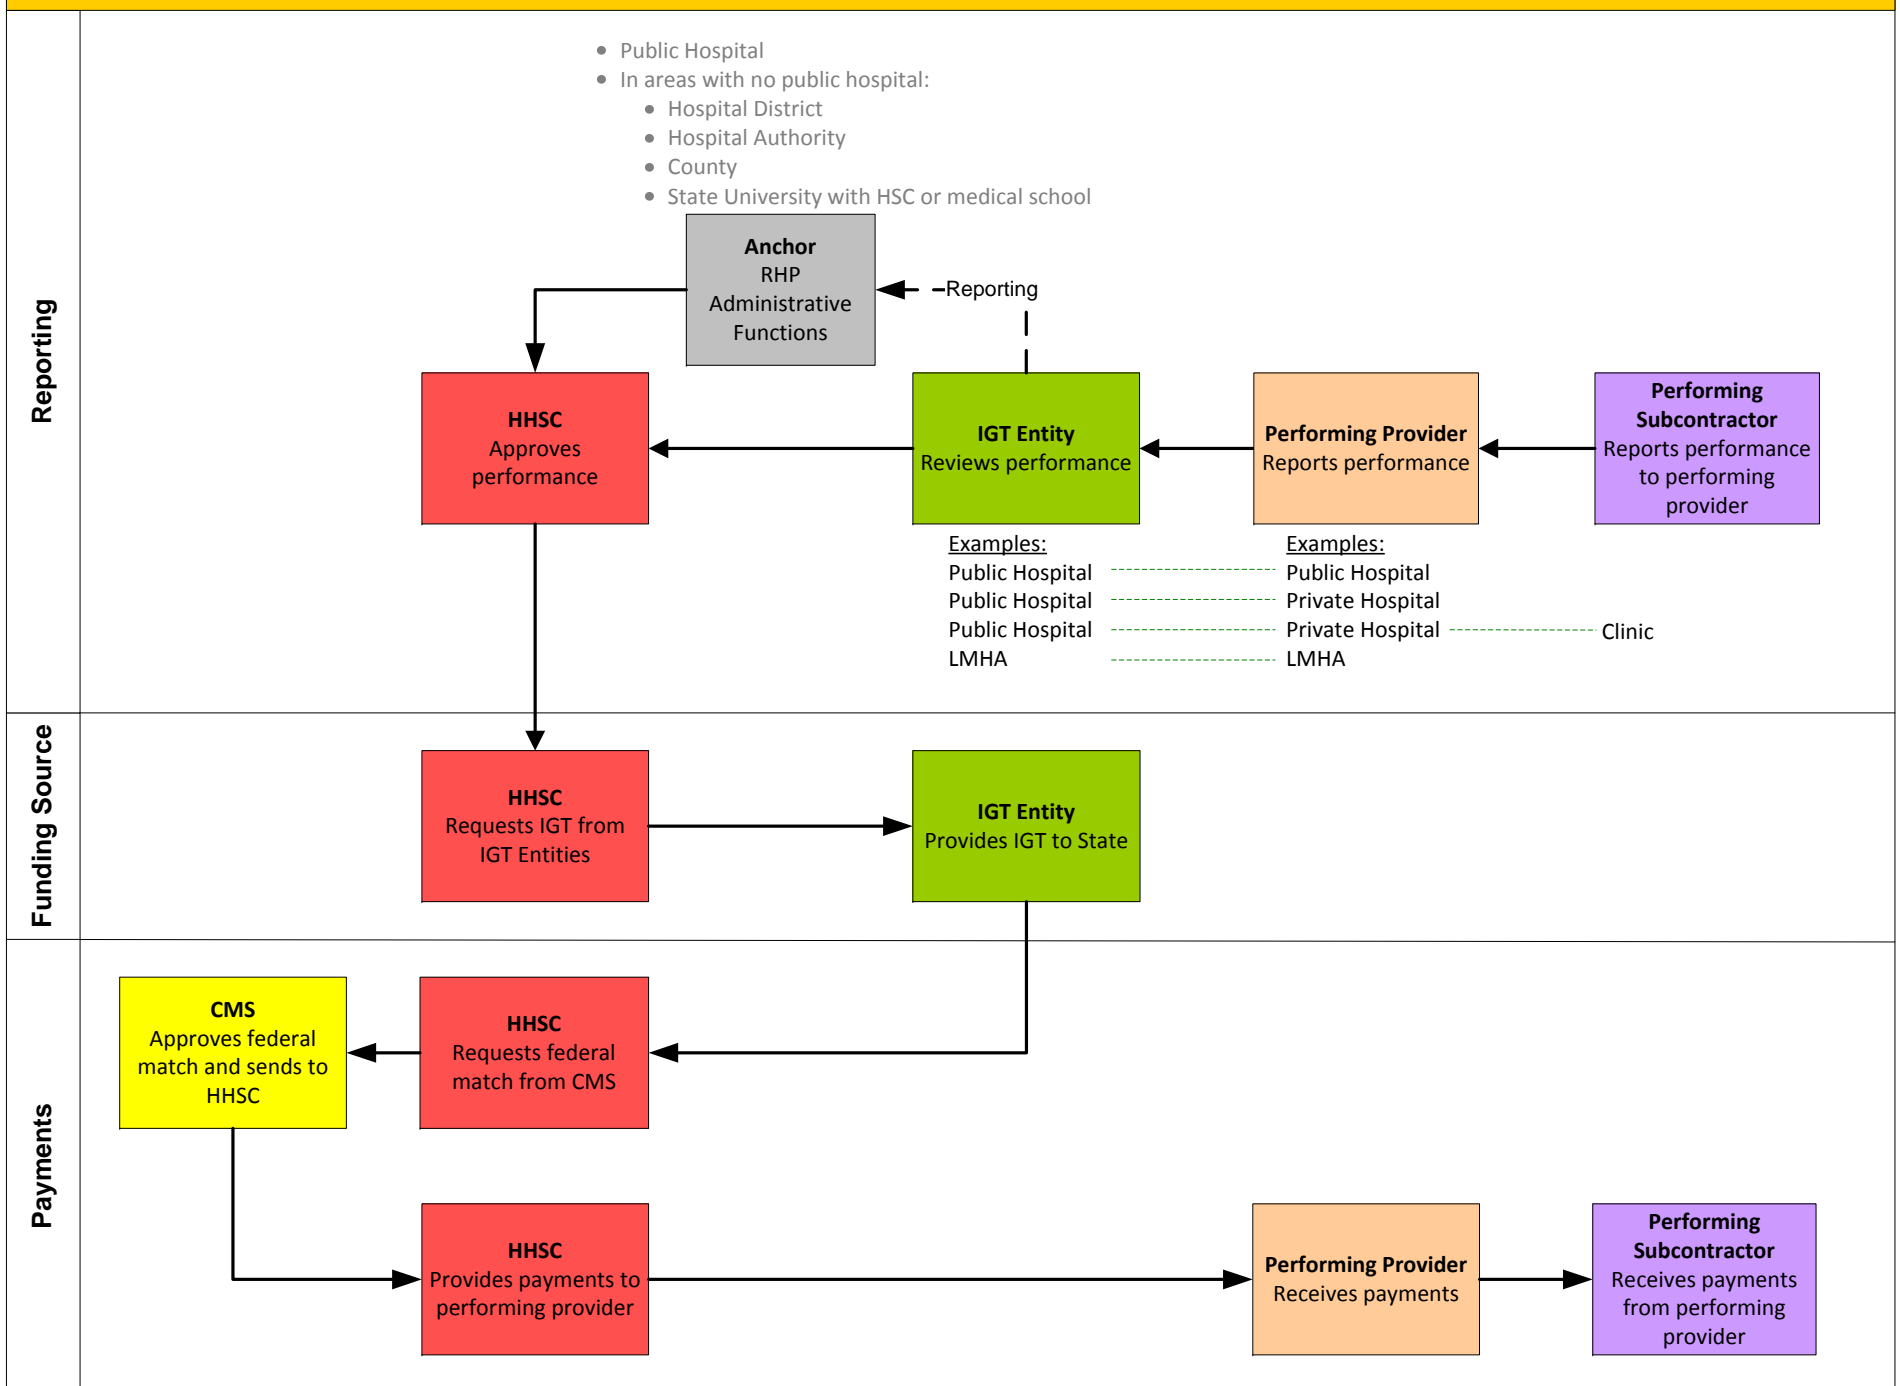 Public Hospital
In areas with no public hospital:
Hospital District
Hospital Authority
County
State University with HSC or medical school
Reporting
Anchor
RHP
Administrative
Functions
Reporting
HHSC
Approves
performance
IGT Entity
Reviews performance
Performing Provider
Reports performance
Performing
Subcontractor
Reports performance
to performing
provider
Examples:
Public Hospital
Public Hospital
Public Hospital
LMHA
Examples:
Public Hospital
Private Hospital
Private Hospital
LMHA
Clinic
Funding Source
HHSC
Requests IGT from
IGT Entities
IGT Entity
Provides IGT to State
Payments
CMS
Approves federal
match and sends to
HHSC
HHSC
Requests federal
match from CMS
HHSC
Provides payments to
performing provider
Performing Provider
Receives payments
Performing
Subcontractor
Receives payments
from performing
provider